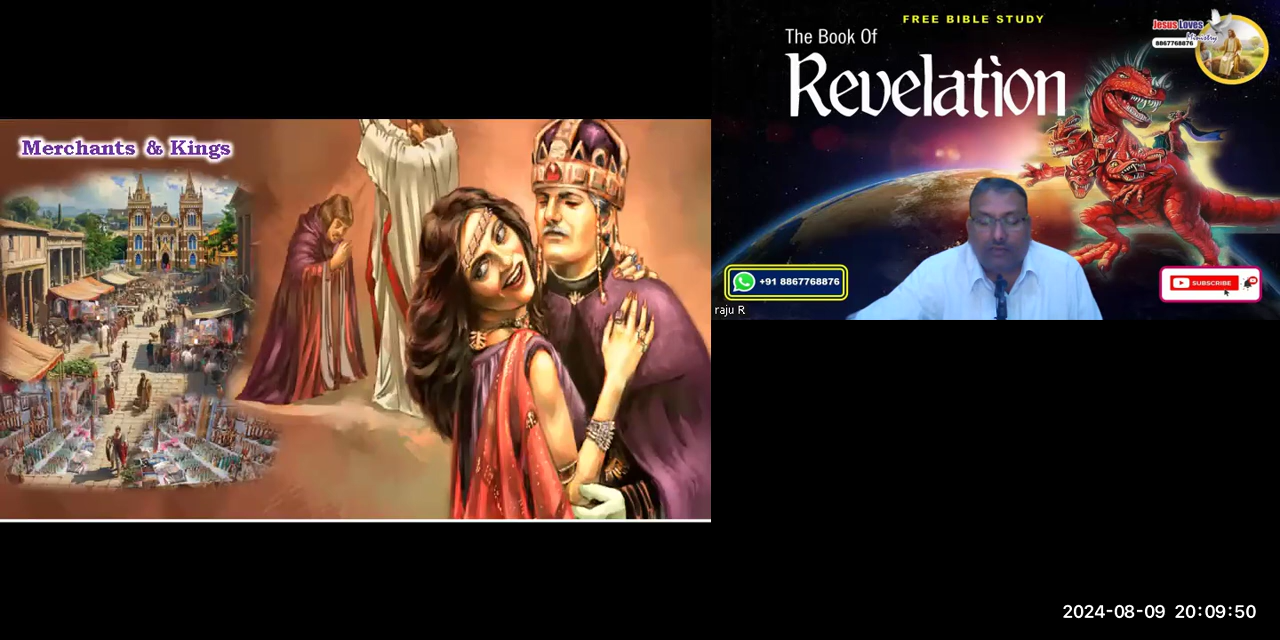 Merchants & Kings
FREE BIBLE STUDY
The Book Of
Revelation
Jesus Loves
Ministry
8867768876
+91 8867768876
SUBSCRIBE
raju R
2024-08-09 20:09:50